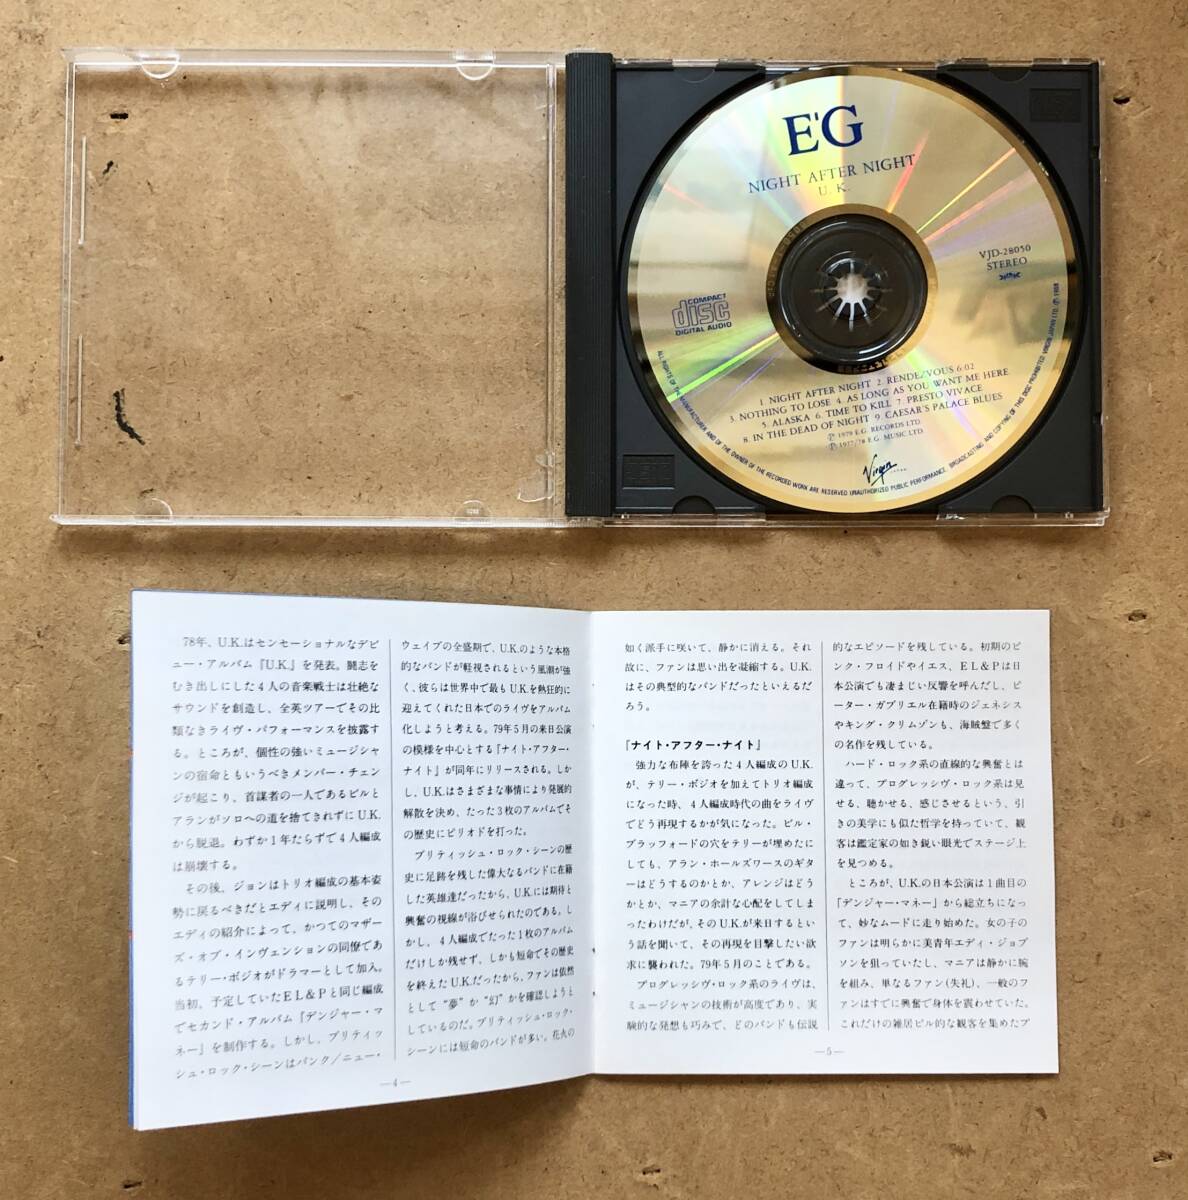 E'G
NIGHT AFTER NIGHT
U. K.
VJD-28050
STEREO
COMPACT
disc
DIGITAL AUDIO
1. NIGHT AFTER NIGHT 2. RENDEZVOUS 6:02
3. NOTHING TO LOSE 4. AS LONG AS YOU WANT ME HERE
5. ALASKA 6. TIME TO KILL 7. PRESTO VIVACE
8. IN THE DEAD OF NIGHT 9. CAESAR'S PALACE BLUES
Ⓟ 1979 E.G. RECORDS LTD.
Ⓟ 1977/78 E.G. MUSIC LTD.
Virgin
JAPAN
ALL RIGHTS OF THE MANUFACTURER AND OF THE OWNER OF THE RECORDED WORK ARE RESERVED UNAUTHORIZED PUBLIC PERFORMANCE, BROADCASTING AND COPYING OF THIS DISC PROHIBITED VIRGIN JAPAN LTD. Ⓟ 1988
78年、U.K.はセンセーショナルなデビ
ュー・アルバム『U.K.』を発表。闘志を
むき出しにした4人の音楽戦士は壮絶な
サウンドを創造し、全英ツアーでその比
類なきライヴ・パフォーマンスを披露す
る。ところが、個性の強いミュージシャ
ンの宿命ともいうべきメンバー・チェン
ジが起こり、首謀者の一人であるビルと
アランがソロへの道を捨てきれずにU.K.
から脱退。わずか1年たらずで4人編成
は崩壊する。
その後、ジョンはトリオ編成の基本姿
勢に戻るべきだとエディに説明し、その
エディの紹介によって、かつてのマザー
ズ・オブ・インヴェンションの同僚であ
るテリー・ボジオがドラマーとして加入。
当初、予定していたEL&Pと同じ編成
でセカンド・アルバム『デンジャー・マ
ネー』を制作する。しかし、ブリティッ
シュ・ロック・シーンはパンク／ニュー・
ウェイブの全盛期で、U.K.のような本格
的なバンドが軽視されるという風潮が強
く、彼らは世界中で最もU.K.を熱狂的に
迎えてくれた日本でのライヴをアルバム
化しようと考える。79年5月の来日公演
の模様を中心とする『ナイト・アフター・
ナイト』が同年にリリースされる。しか
し、U.K.はさまざまな事情により発展的
解散を決め、たった3枚のアルバムでそ
の歴史にピリオドを打った。
ブリティッシュ・ロック・シーンの歴
史に足跡を残した偉大なるバンドに在籍
した英雄達だったから、U.K.には期待と
興奮の視線が浴びせられたのである。し
かし、4人編成でたった1枚のアルバム
だけしか残せず、しかも短命でその歴史
を終えたU.K.だったから、ファンは依然
として“夢”か“幻”かを確認しようと
しているのだ。ブリティッシュ・ロック・
シーンには短命のバンドが多い。花火の
—4—
如く派手に咲いて、静かに消える。それ
故に、ファンは思い出を凝縮する。U.K.
はその典型的なバンドだったといえるだ
ろう。
『ナイト・アフター・ナイト』
強力な布陣を誇った4人編成のU.K.
が、テリー・ボジオを加えてトリオ編成
になった時、4人編成時代の曲をライヴ
でどう再現するかが気になった。ビル・
ブラッフォードの穴をテリーが埋めたに
しても、アラン・ホールズワースのギタ
ーはどうするのかとか、アレンジはどう
かとか、マニアの余計な心配をしてしま
ったわけだが、そのU.K.が来日するとい
う話を聞いて、その再現を目撃したい欲
求に襲われた。79年5月のことである。
プログレッシヴ・ロック系のライヴは、
ミュージシャンの技術が高度であり、実
験的な発想も巧みで、どのバンドも伝説
的なエピソードを残している。初期のピ
ンク・フロイドやイエス、EL&Pは日
本公演でも凄まじい反響を呼んだし、ピ
ーター・ガブリエル在籍時のジェネシス
やキング・クリムゾンも、海賊盤で多く
の名作を残している。
ハード・ロック系の直線的な興奮とは
違って、プログレッシヴ・ロック系は見
せる、聴かせる、感じさせるという、引
きの美学にも似た哲学を持っていて、観
客は鑑定家の如き鋭い眼光でステージ上
を見つめる。
ところが、U.K.の日本公演は1曲目の
「デンジャー・マネー」から総立ちになっ
て、妙なムードに走り始めた。女の子の
ファンは明らかに美青年エディ・ジョブ
ソンを狙っていたし、マニアは静かに腕
を組み、単なるファン(失礼)、一般のフ
ァンはすでに興奮で身体を震わせていた。
これだけの雑居ビル的な観客を集めたプ
—5—